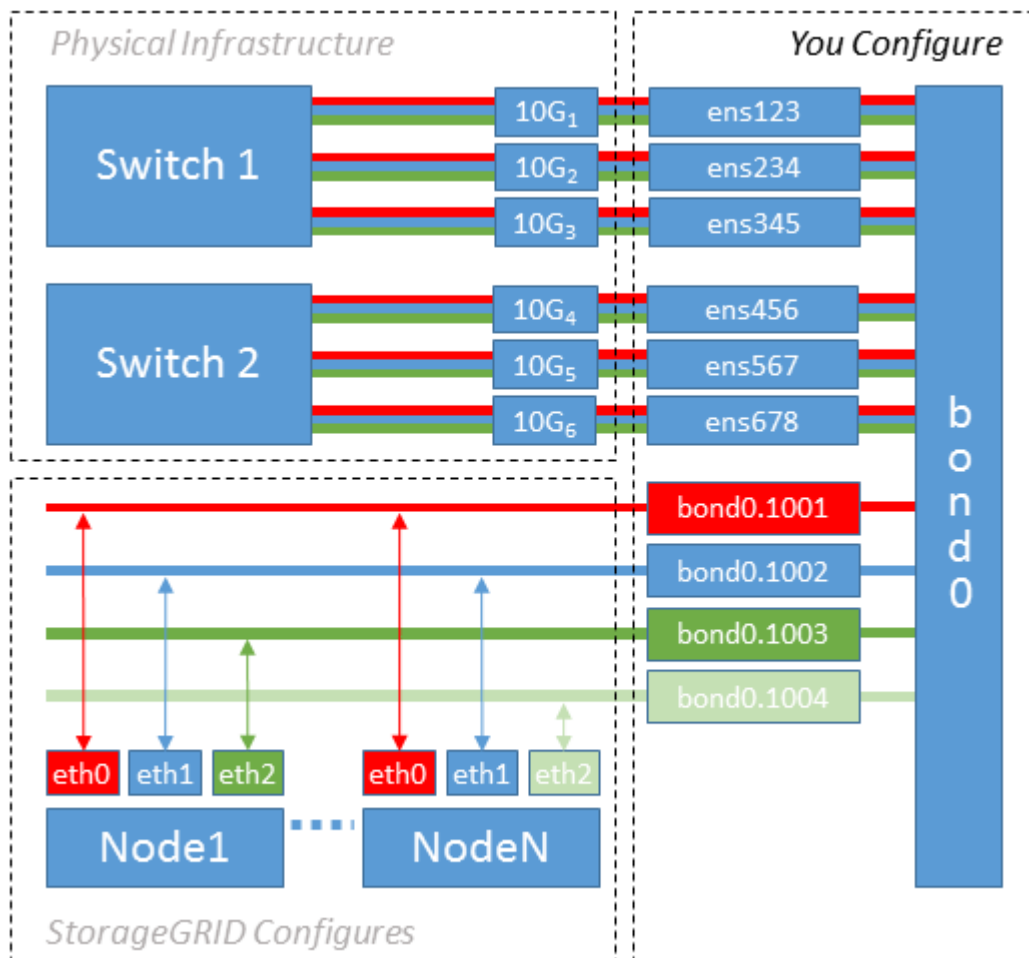 Physical Infrastructure
You Configure
Switch 1
10G₁
ens123
10G₂
ens234
10G₃
ens345
Switch 2
10G₄
ens456
10G₅
ens567
10G₆
ens678
bond0
bond0.1001
bond0.1002
bond0.1003
bond0.1004
eth0
eth1
eth2
eth0
eth1
eth2
Node1
NodeN
StorageGRID Configures